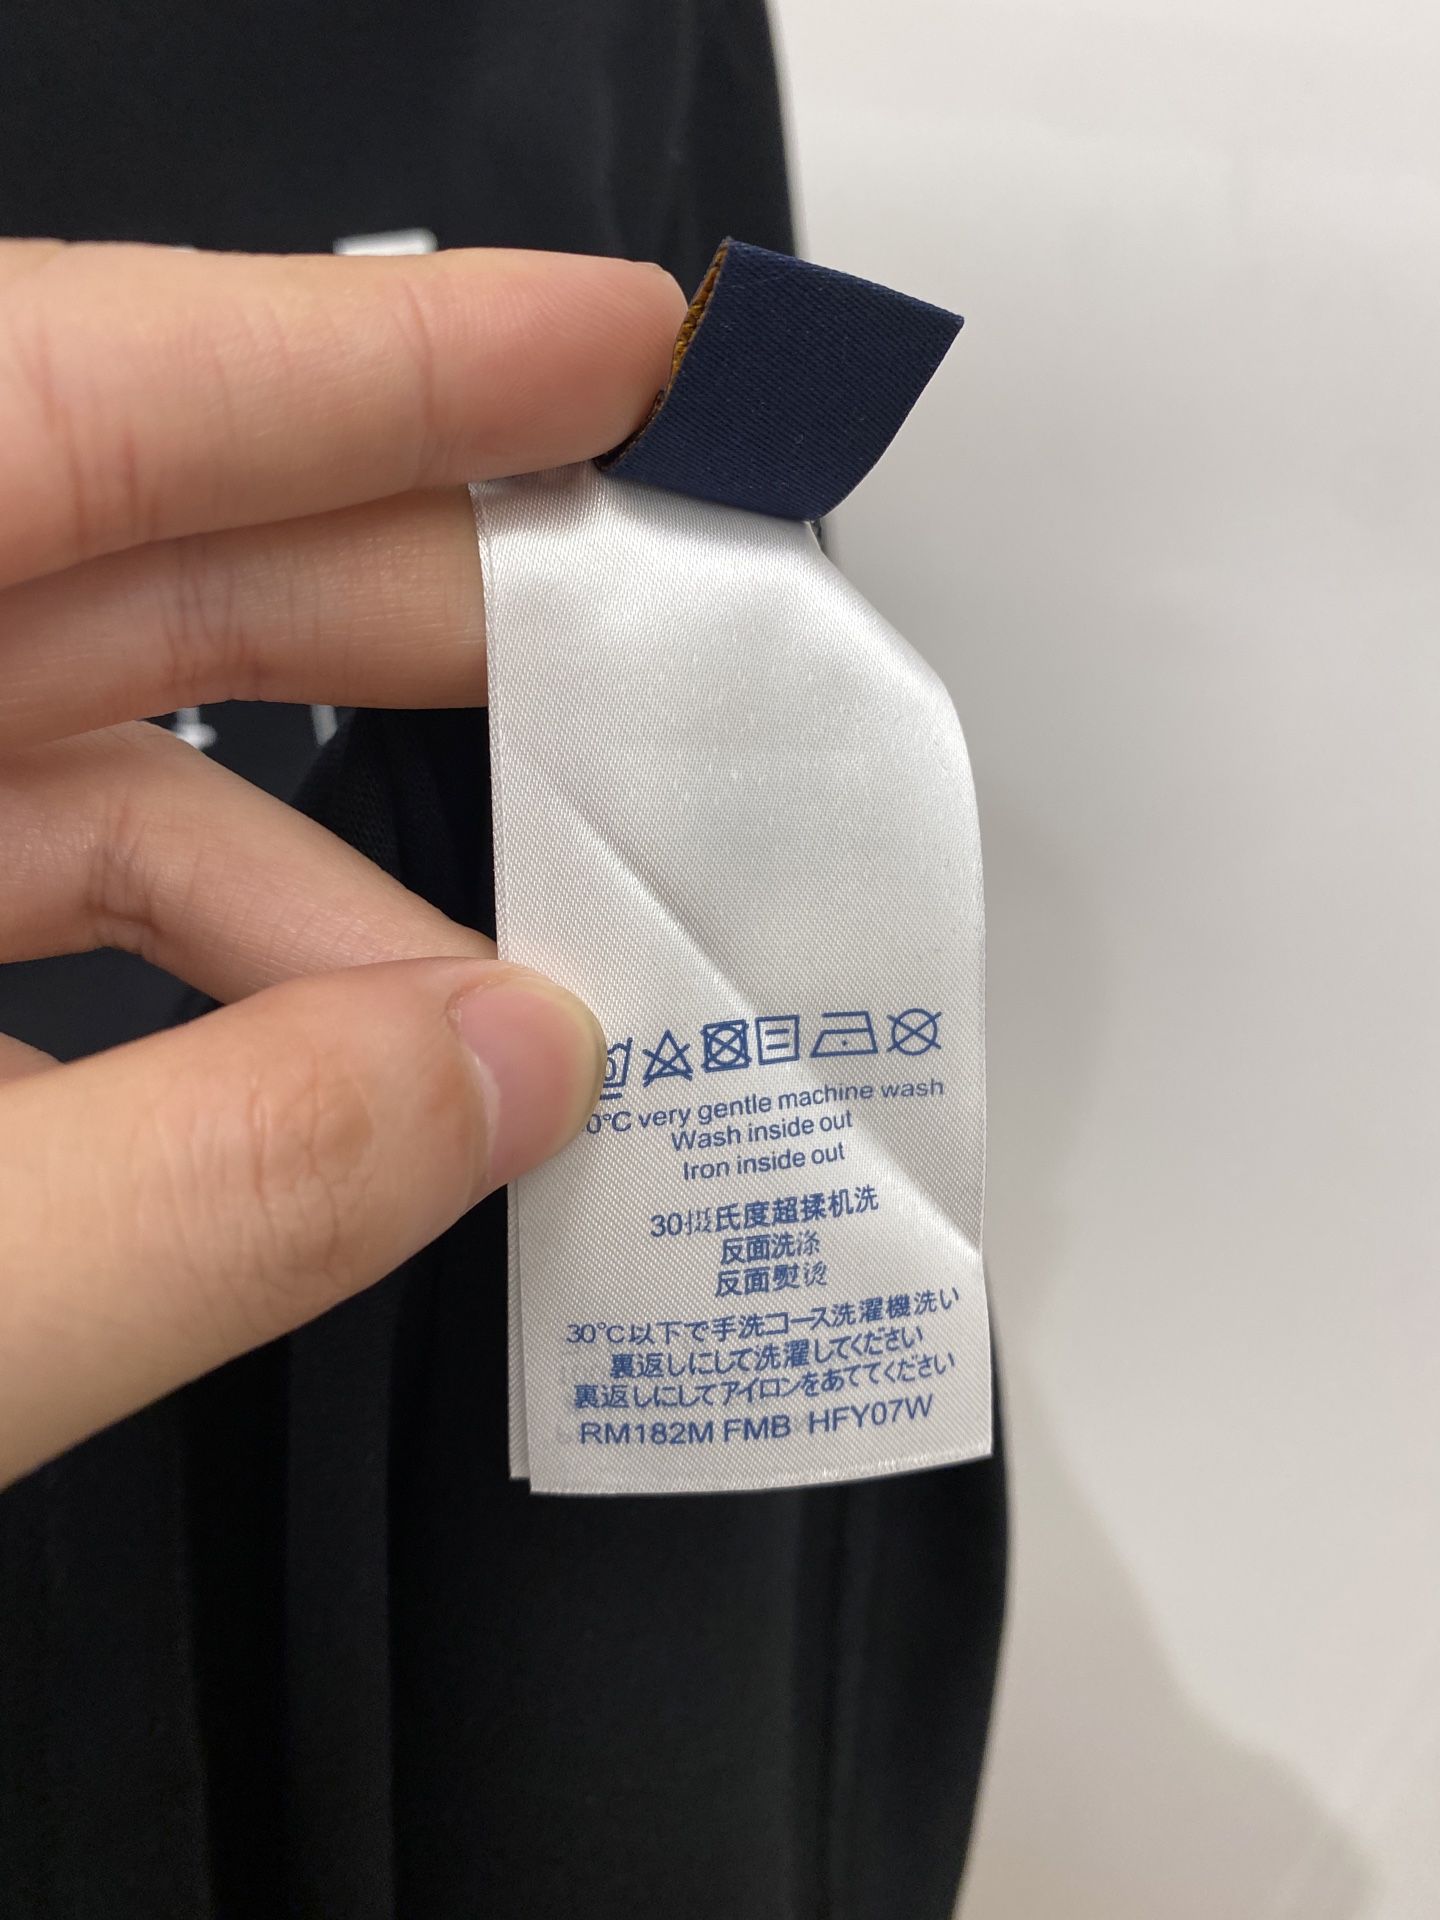 0°C very gentle machine wash
Wash inside out
Iron inside out
30摄氏度超揉机洗
反面洗涤
反面熨烫
30°C以下で手洗コース洗濯機洗い
裏返しにして洗濯してください
裏返しにしてアイロンをあててください
RM182M FMB HFY07W